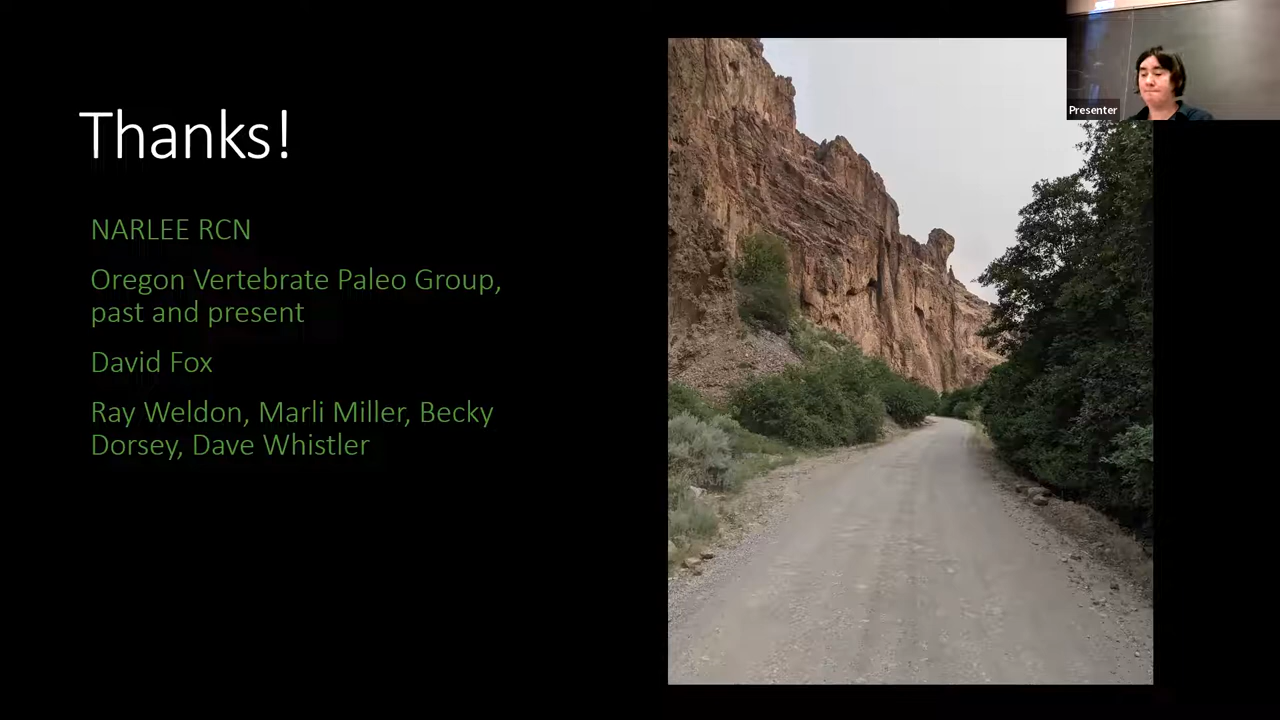 Thanks!
NARLEE RCN
Oregon Vertebrate Paleo Group,
past and present
David Fox
Ray Weldon, Marli Miller, Becky
Dorsey, Dave Whistler
Presenter